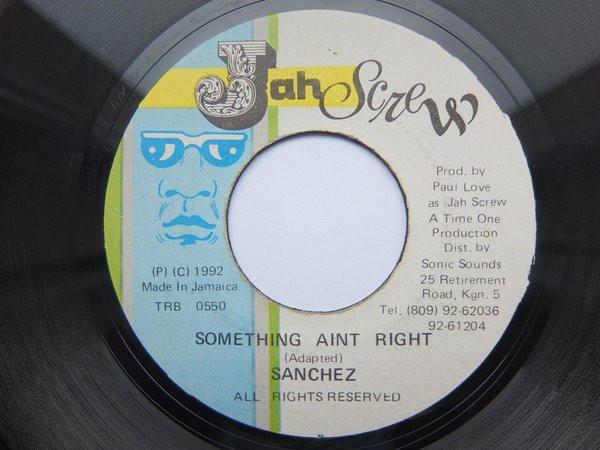 Jah Screw
Prod. by
Paul Love
as Jah Screw
A Time One
Production
Dist. by
Sonic Sounds
25 Retirement
Road, Kgn. 5
Tel. (809) 92-62036
92-61204
(P) (C) 1992
Made In Jamaica
TRB 0550
SOMETHING AINT RIGHT
(Adapted)
SANCHEZ
ALL RIGHTS RESERVED